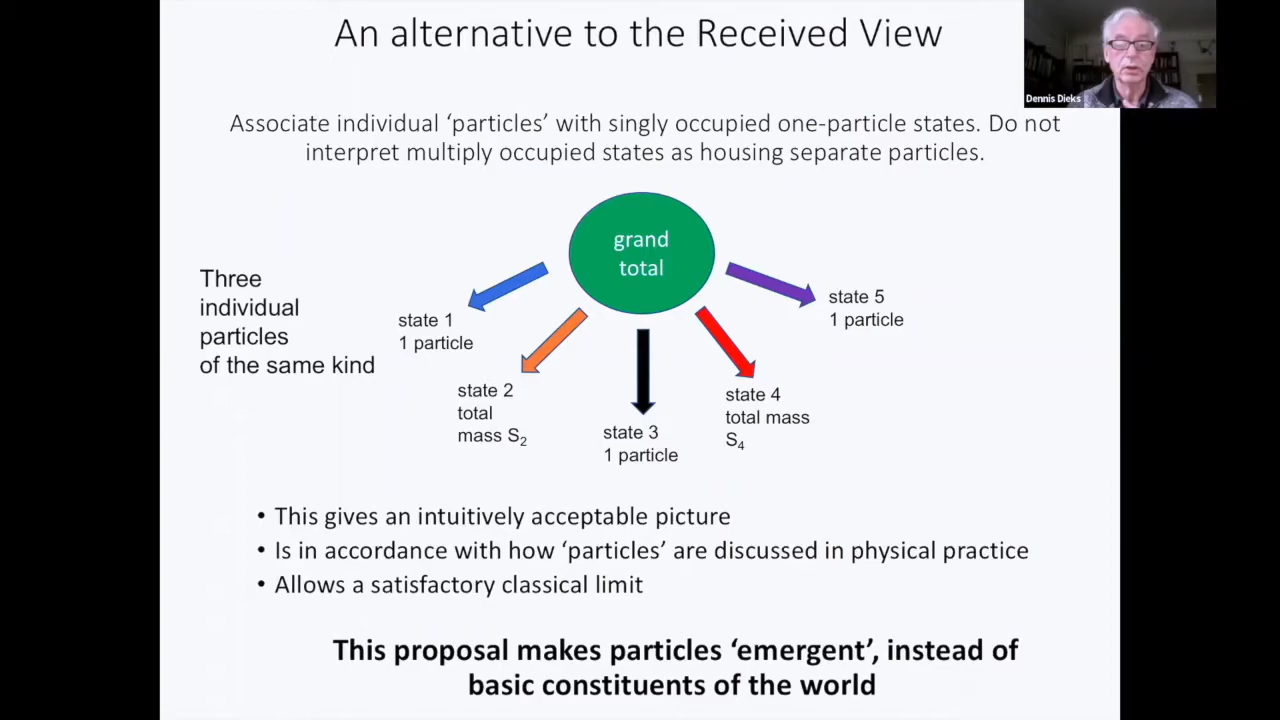 An alternative to the Received View
Dennis Dieks
Associate individual ‘particles’ with singly occupied one-particle states. Do not
interpret multiply occupied states as housing separate particles.
grand
total
Three
individual
particles
of the same kind
state 1
1 particle
state 2
total
mass S2
state 3
1 particle
state 4
total mass
S4
state 5
1 particle
• This gives an intuitively acceptable picture
• Is in accordance with how ‘particles’ are discussed in physical practice
• Allows a satisfactory classical limit
This proposal makes particles ‘emergent’, instead of
basic constituents of the world